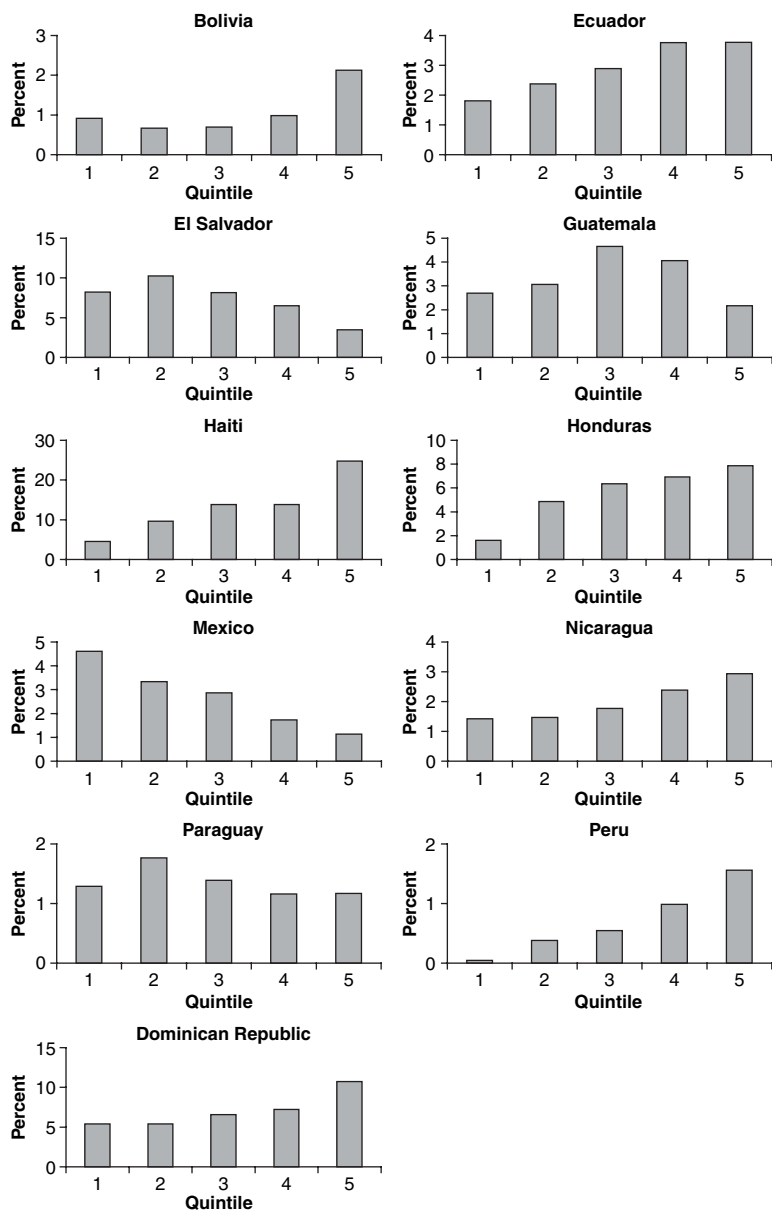 Bolivia
Percent
3
2
1
0
1 2 3 4 5
Quintile
Ecuador
Percent
4
3
2
1
0
1 2 3 4 5
Quintile
El Salvador
Percent
15
10
5
0
1 2 3 4 5
Quintile
Guatemala
Percent
5
4
3
2
1
0
1 2 3 4 5
Quintile
Haiti
Percent
30
20
10
0
1 2 3 4 5
Quintile
Honduras
Percent
10
8
6
4
2
0
1 2 3 4 5
Quintile
Mexico
Percent
5
4
3
2
1
0
1 2 3 4 5
Quintile
Nicaragua
Percent
4
3
2
1
0
1 2 3 4 5
Quintile
Paraguay
Percent
2
1
0
1 2 3 4 5
Quintile
Peru
Percent
2
1
0
1 2 3 4 5
Quintile
Dominican Republic
Percent
15
10
5
0
1 2 3 4 5
Quintile